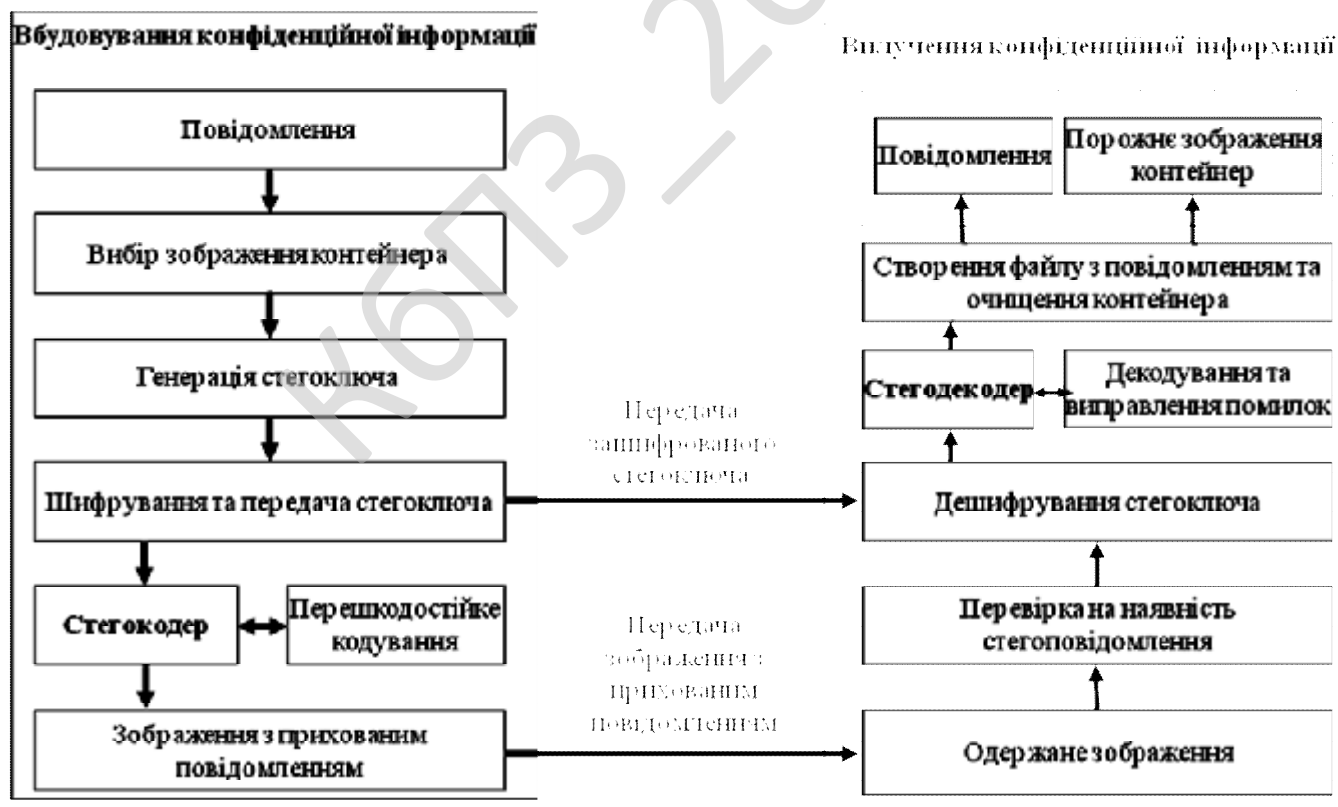 Вбудовування конфіденційної інформації
Повідомлення
Вибір зображення контейнера
Генерація стегоключа
Шифрування та передача стегоключа
Стегокодер
Перешкодостійке
кодування
Зображення з прихованим
повідомленням
Передача
зашифрованого
стегоключа
Передача
зображення з
прихованим
повідомленням
Вилучення конфіденційної інформації
Повідомлення
Порожнє зображення
контейнер
Створення файлу з повідомленням та
очищення контейнера
Стегодекодер
Декодування та
виправлення помилок
Дешифрування стегоключа
Перевірка на наявність
стегоповідомлення
Одержане зображення